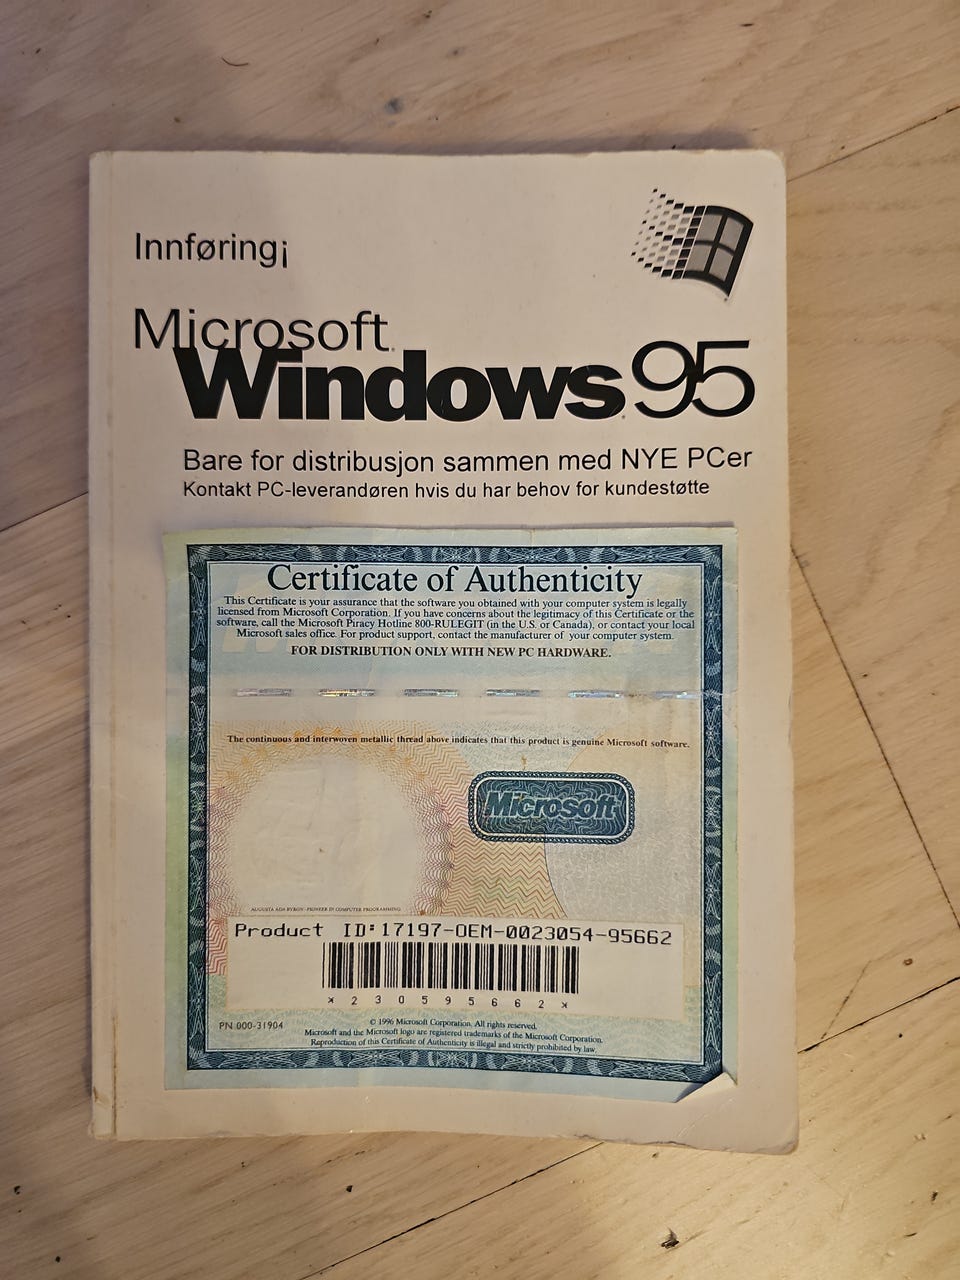 Innføring¡
Microsoft
Windows 95
Bare for distribusjon sammen med NYE PCer
Kontakt PC-leverandøren hvis du har behov for kundestøtte
Certificate of Authenticity
This Certificate is your assurance that the software you obtained with your computer system is legally
licensed from Microsoft Corporation. If you have concerns about the legitimacy of this Certificate or the
software, call the Microsoft Piracy Hotline 800-RULEGIT (in the U.S. or Canada), or contact your local
Microsoft sales office. For product support, contact the manufacturer of your computer system.
FOR DISTRIBUTION ONLY WITH NEW PC HARDWARE.
The continuous and interwoven metallic thread above indicates that this product is genuine Microsoft software.
Microsoft
AUGUSTA ADA BYRON - PIONEER IN COMPUTER PROGRAMMING
Product ID:17197-OEM-0023054-95662
* 2 3 0 5 9 5 6 6 2 *
PN 000-31904
© 1996 Microsoft Corporation. All rights reserved.
Microsoft and the Microsoft logo are registered trademarks of the Microsoft Corporation.
Reproduction of this Certificate of Authenticity is illegal and strictly prohibited by law.